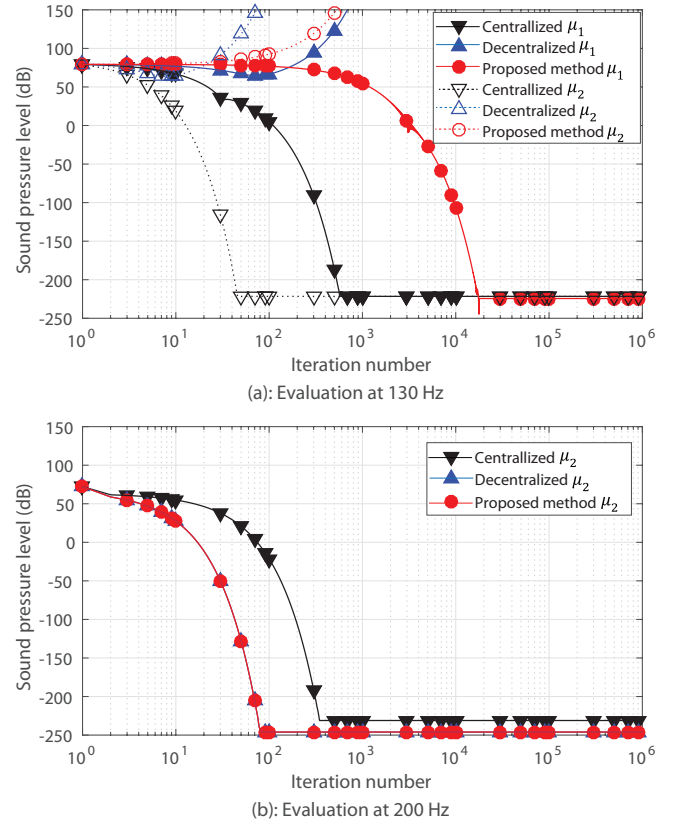 150
100
50
0
-50
-100
-150
-200
-250
Sound pressure level (dB)
Centrallized μ1
Decentralized μ1
Proposed method μ1
Centrallized μ2
Decentralized μ2
Proposed method μ2
10^0 10^1 10^2 10^3 10^4 10^5 10^6
Iteration number
(a): Evaluation at 130 Hz
150
100
50
0
-50
-100
-150
-200
-250
Sound pressure level (dB)
Centrallized μ2
Decentralized μ2
Proposed method μ2
10^0 10^1 10^2 10^3 10^4 10^5 10^6
Iteration number
(b): Evaluation at 200 Hz